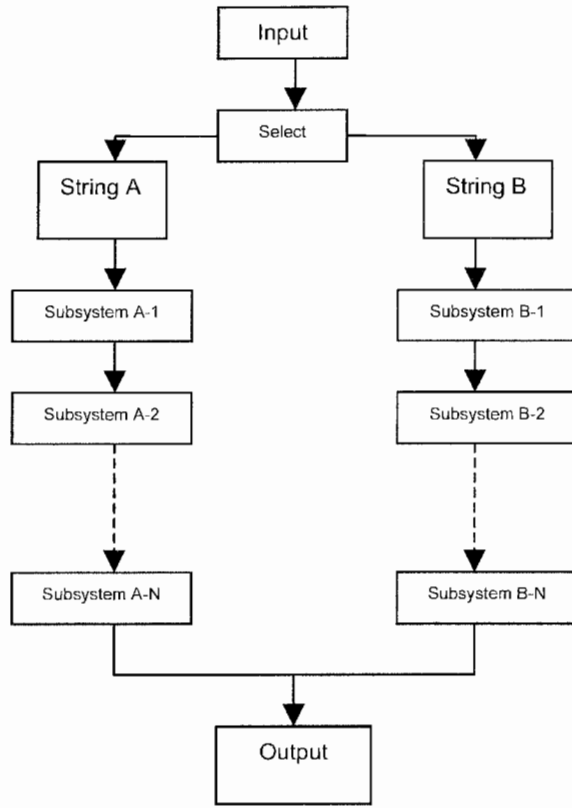 Input
Select
String A
String B
Subsystem A-1
Subsystem B-1
Subsystem A-2
Subsystem B-2
Subsystem A-N
Subsystem B-N
Output